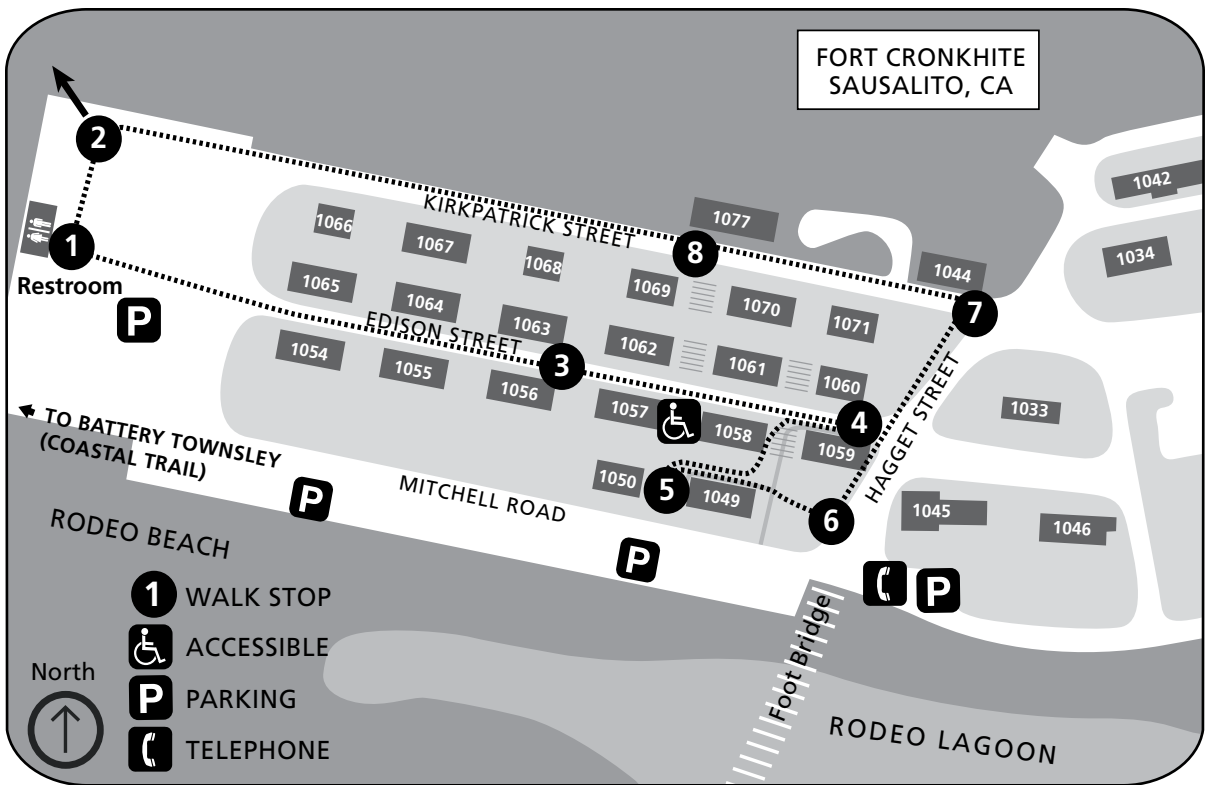 FORT CRONKHITE
SAUSALITO, CA
2
1
Restroom
P
KIRKPATRICK STREET
1077
8
1042
1034
1044
7
1066
1067
1068
1069
1070
1071
1065
1064
1063
1062
1061
1060
EDISON STREET
3
4
1054
1055
1056
1057
1058
1059
HAGGET STREET
1033
TO BATTERY TOWNSLEY
(COASTAL TRAIL)
P
MITCHELL ROAD
1050
5
1049
6
1045
1046
P
P
RODEO BEACH
Foot Bridge
RODEO LAGOON
1 WALK STOP
ACCESSIBLE
P PARKING
TELEPHONE
North